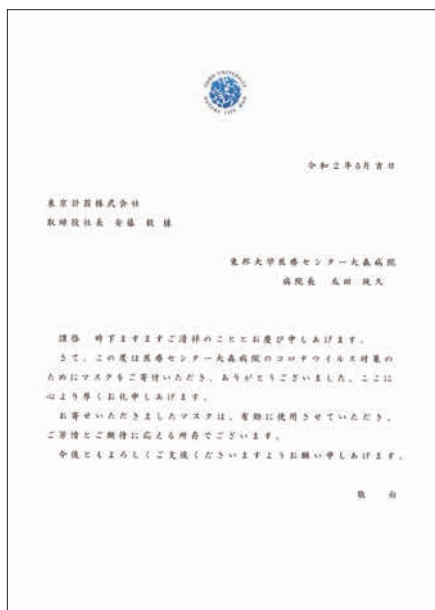 TOHO UNIVERSITY
NATURE LIFE MAN
令和2年5月吉日
東京計器株式会社
取締役社長 安藤 毅 様
東邦大学医療センター大森病院
病院長 瓜田 純久
謹啓 時下ますますご清祥のこととお慶び申しあげます。
さて、この度は医療センター大森病院のコロナウイルス対策の
ためにマスクをご寄付いただき、ありがとうございました。ここに
心より厚くお礼申しあげます。
お寄せいただきましたマスクは、有効に使用させていただき、
ご芳情とご期待に応える所存でございます。
今後ともよろしくご支援くださいますようお願い申しあげます。
敬 白